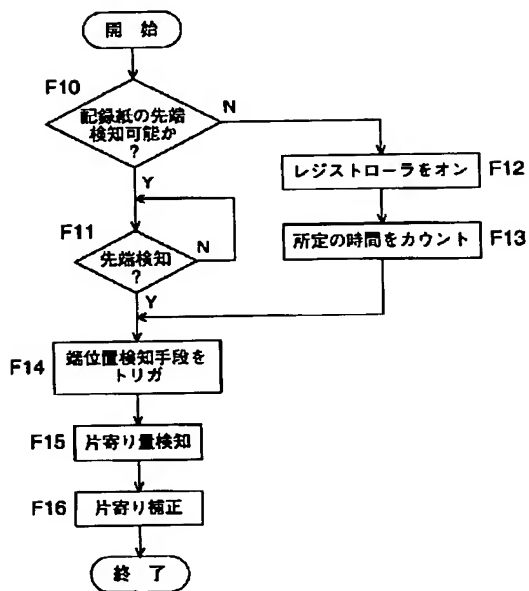 開 始
F10
記録紙の先端
検知可能か
?
N
Y
レジストローラをオン
F12
F11
先端検知
?
N
Y
所定の時間をカウント
F13
F14
端位置検知手段を
トリガ
F15
片寄り量検知
F16
片寄り補正
終 了